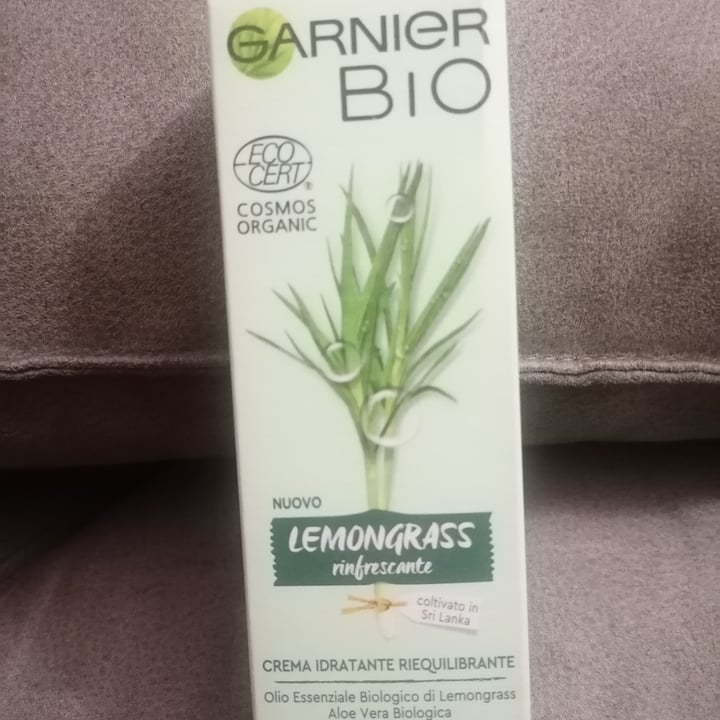 GARNIER
BIO
ECO
CERT
®
COSMOS
ORGANIC
NUOVO
LEMONGRASS
rinfrescante
coltivato in
Sri Lanka
CREMA IDRATANTE RIEQUILIBRANTE
Olio Essenziale Biologico di Lemongrass
Aloe Vera Biologica